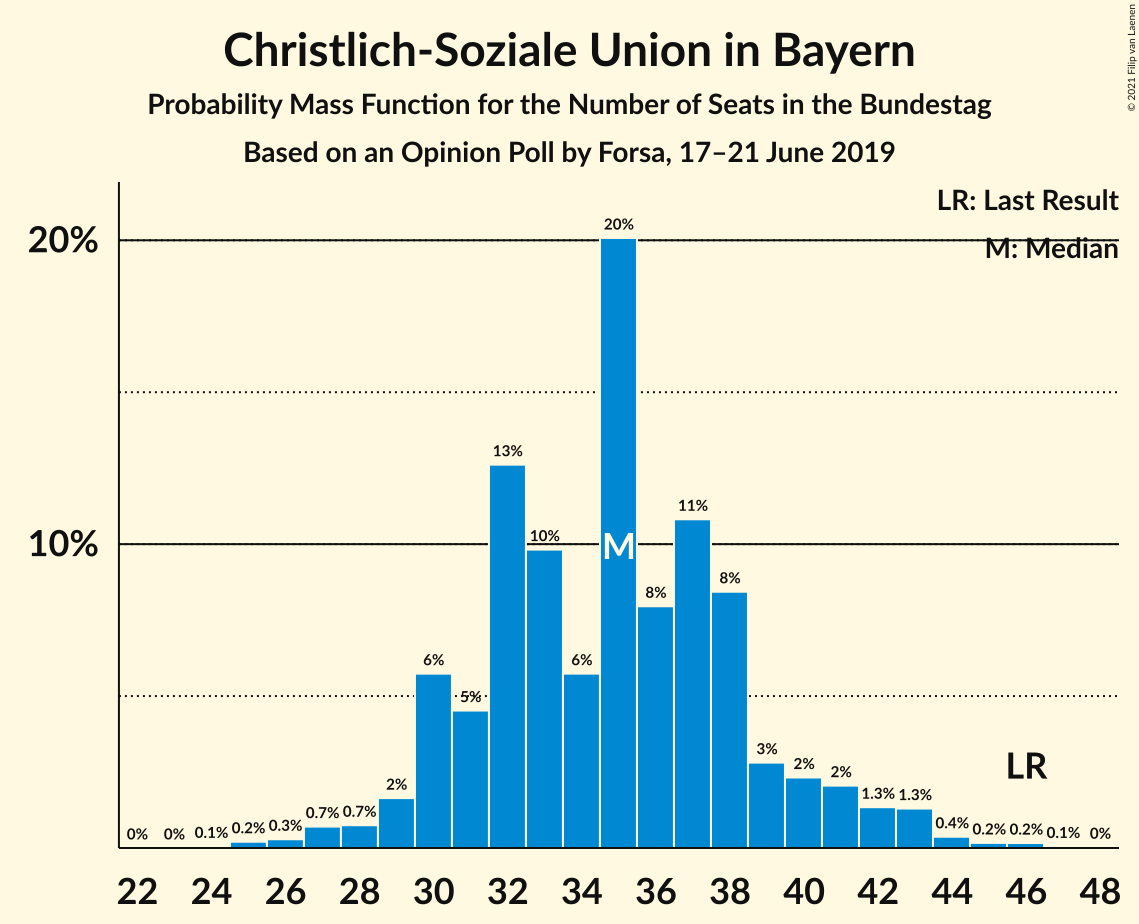 Christlich-Soziale Union in Bayern
Probability Mass Function for the Number of Seats in the Bundestag
Based on an Opinion Poll by Forsa, 17–21 June 2019
© 2021 Filip van Laenen
LR: Last Result
M: Median
20%
10%
0% 0% 0.1% 0.2% 0.3% 0.7% 0.7% 2% 6% 5% 13% 10% 6% 20% 8% 11% 8% 3% 2% 2% 1.3% 1.3% 0.4% 0.2% 0.2% 0.1% 0%
M
LR
22 24 26 28 30 32 34 36 38 40 42 44 46 48